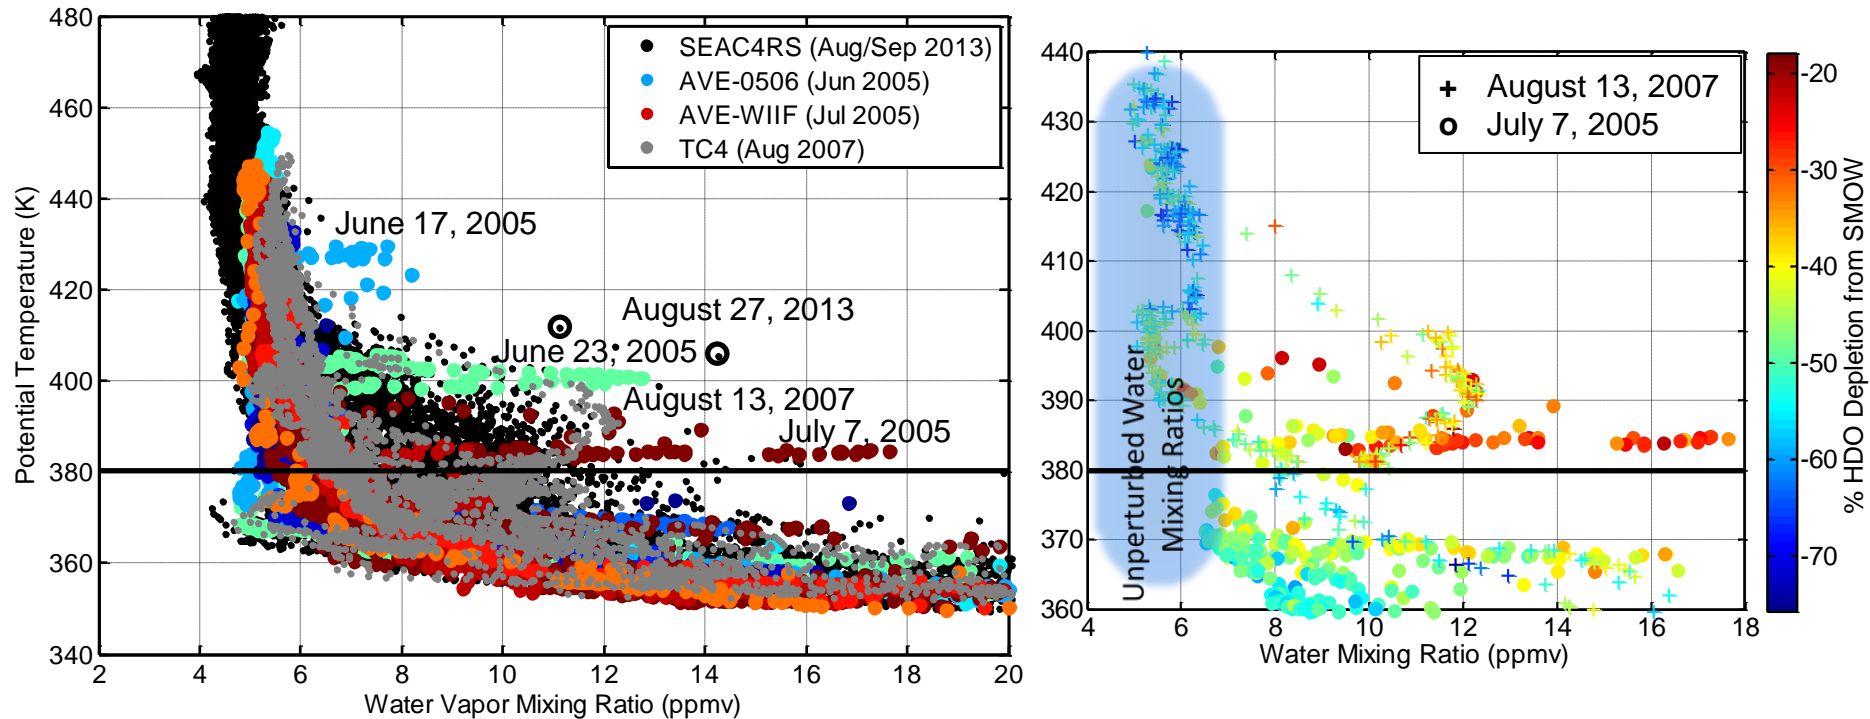 480
460
440
420
400
380
360
340
2
4
6
8
10
12
14
16
18
20
Potential Temperature (K)
Water Vapor Mixing Ratio (ppmv)
SEAC4RS (Aug/Sep 2013)
AVE-0506 (Jun 2005)
AVE-WIIF (Jul 2005)
TC4 (Aug 2007)
June 17, 2005
August 27, 2013
June 23, 2005
August 13, 2007
July 7, 2005
440
430
420
410
400
390
380
370
360
4
6
8
10
12
14
16
18
Water Mixing Ratio (ppmv)
+ August 13, 2007
o July 7, 2005
Unperturbed Water
Mixing Ratios
-20
-30
-40
-50
-60
-70
% HDO Depletion from SMOW